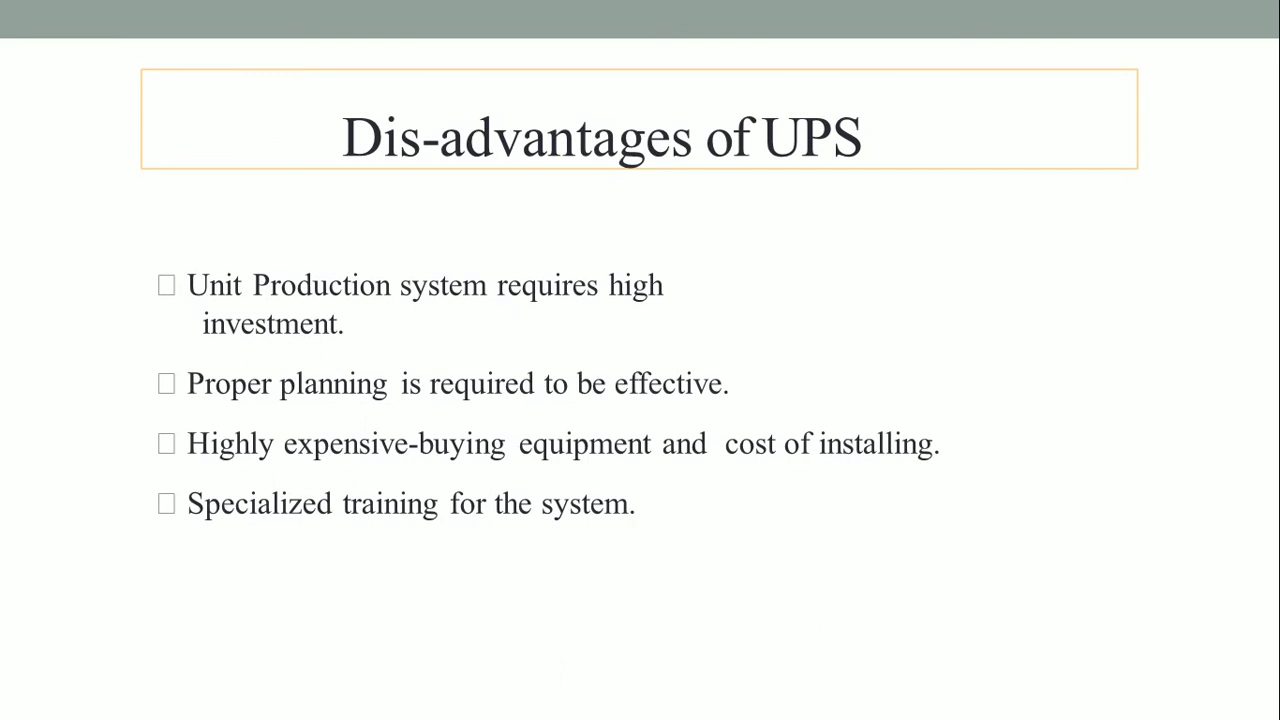 Dis-advantages of UPS
□ Unit Production system requires high
investment.
□ Proper planning is required to be effective.
□ Highly expensive-buying equipment and cost of installing.
□ Specialized training for the system.